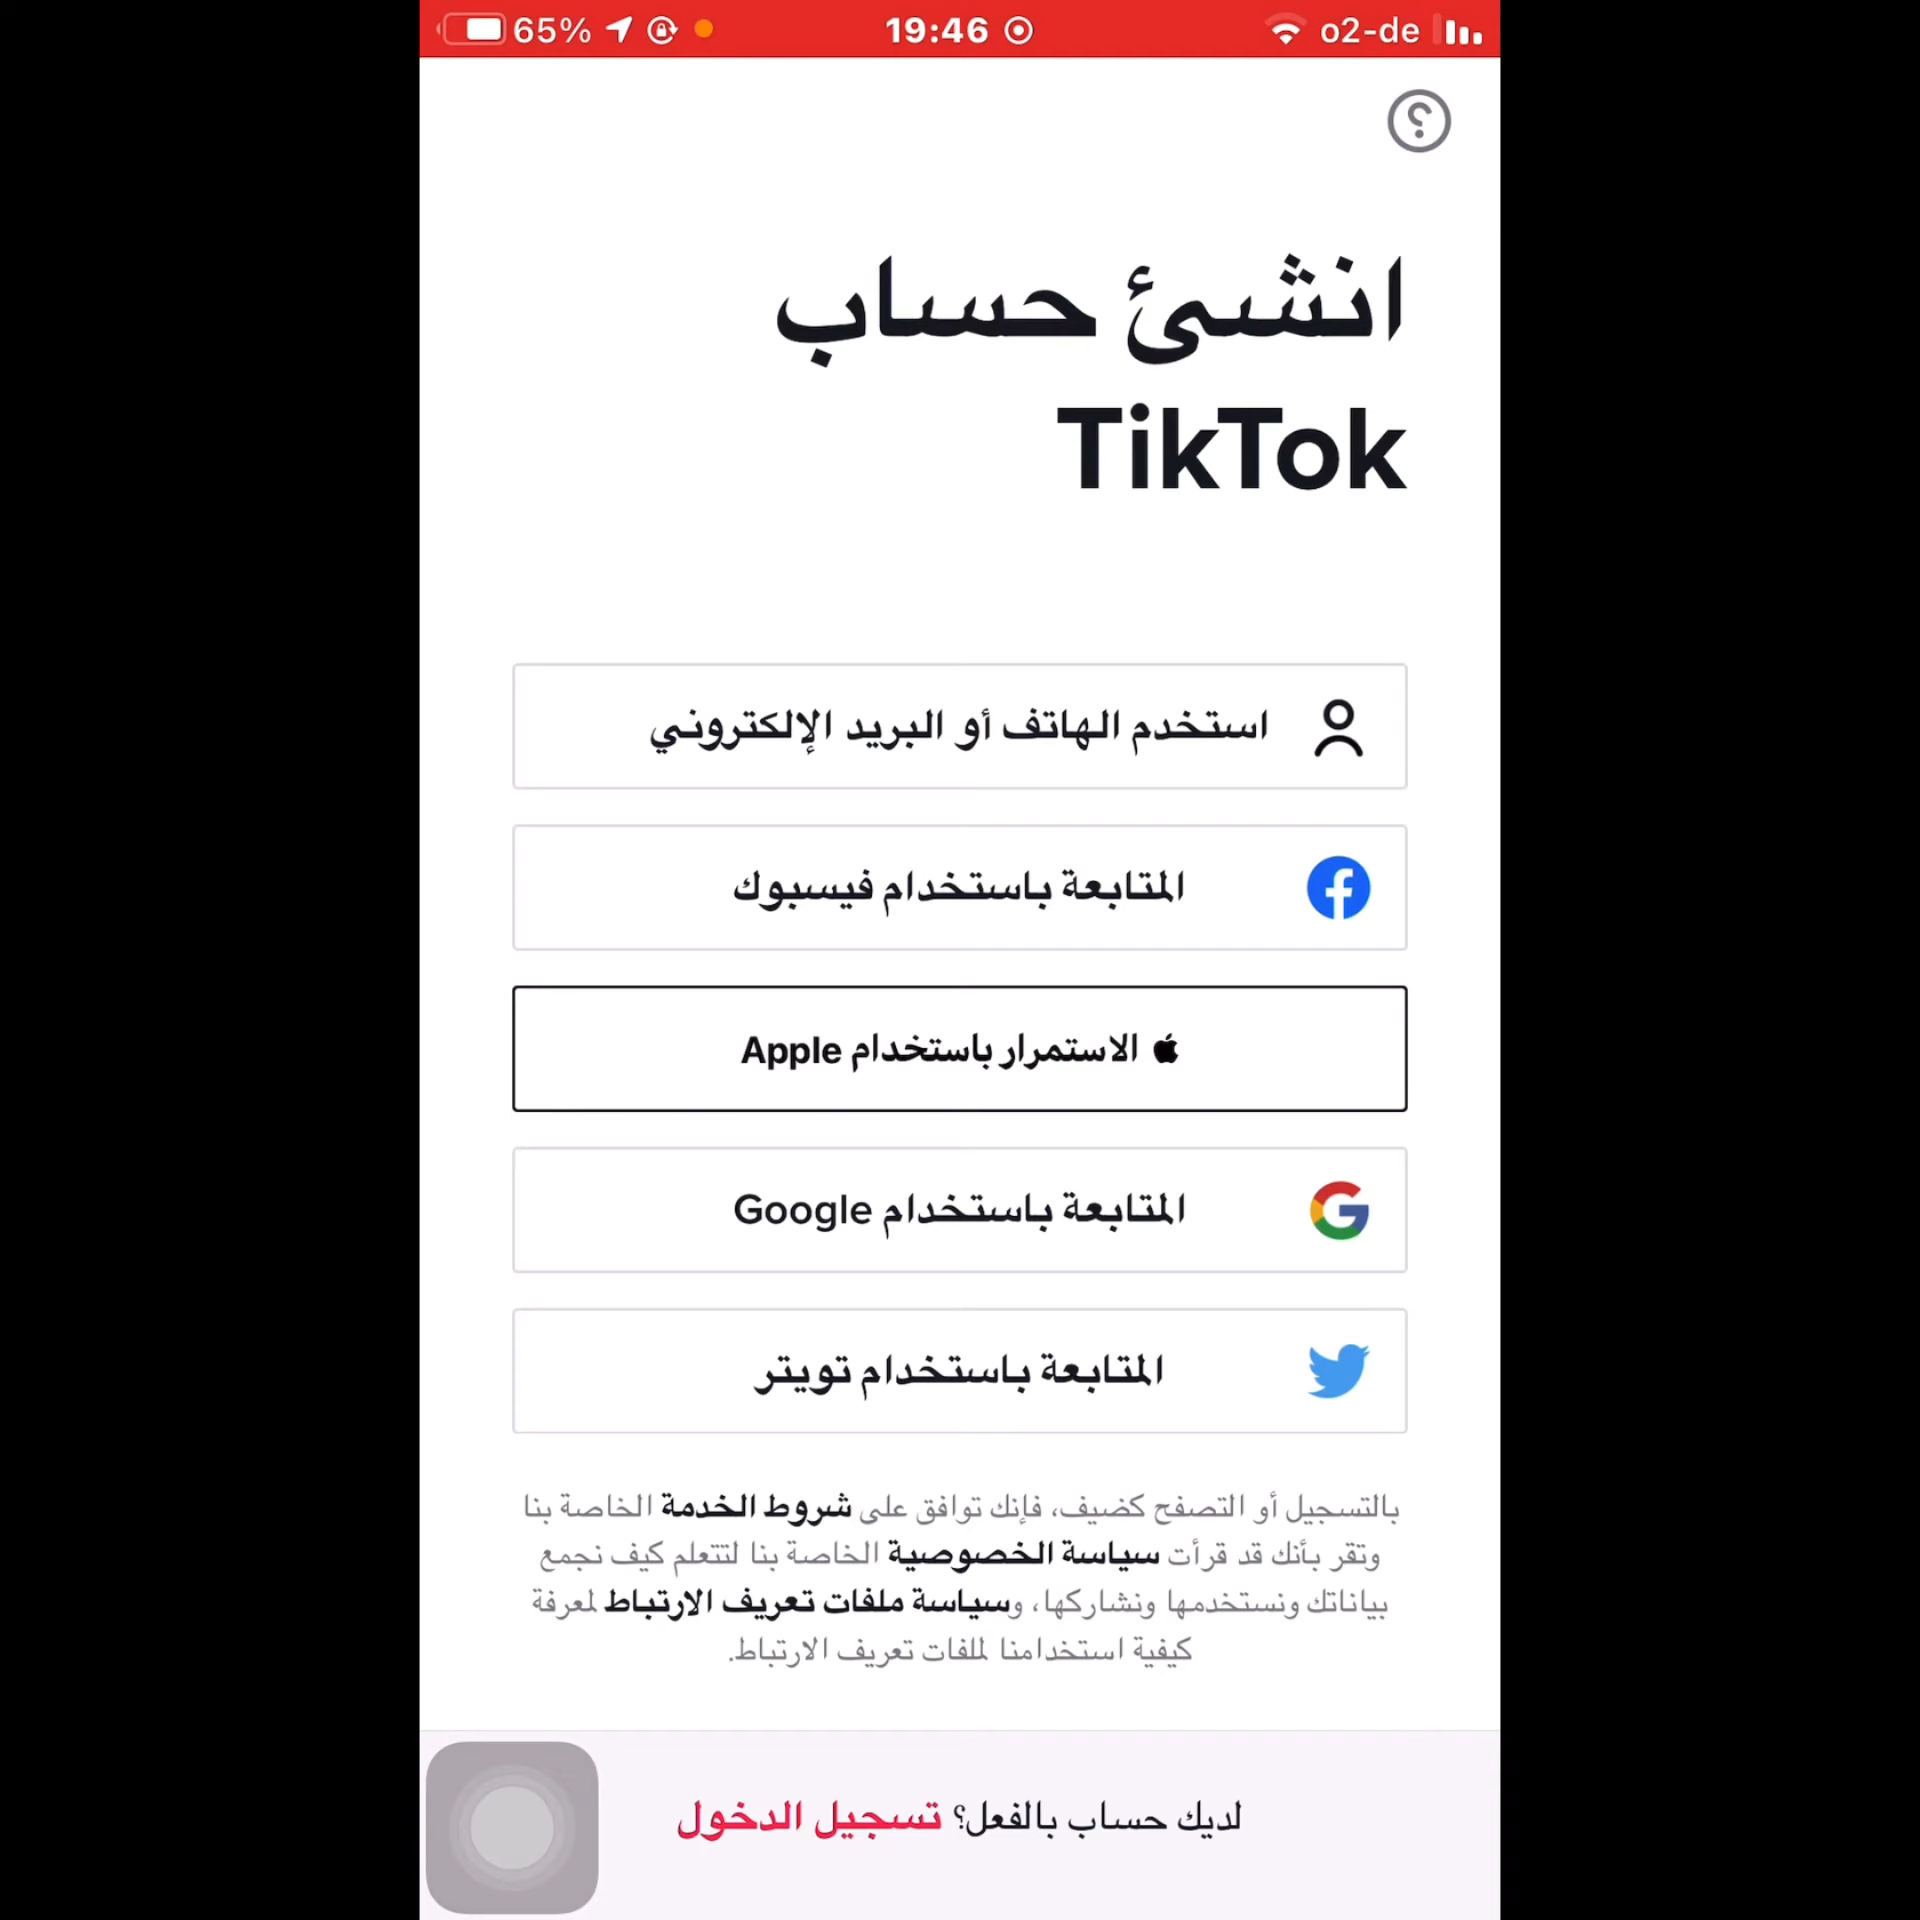 65% 19:46 o2-de
انشئ حساب
TikTok
استخدم الهاتف أو البريد الإلكتروني
المتابعة باستخدام فيسبوك
الاستمرار باستخدام Apple
المتابعة باستخدام Google
المتابعة باستخدام تويتر
بالتسجيل أو التصفح كضيف، فإنك توافق على شروط الخدمة الخاصة بنا
وتقر بأنك قد قرأت سياسة الخصوصية الخاصة بنا لتتعلم كيف نجمع
بياناتك ونستخدمها ونشاركها، وسياسة ملفات تعريف الارتباط لمعرفة
كيفية استخدامنا لملفات تعريف الارتباط.
لديك حساب بالفعل؟ تسجيل الدخول